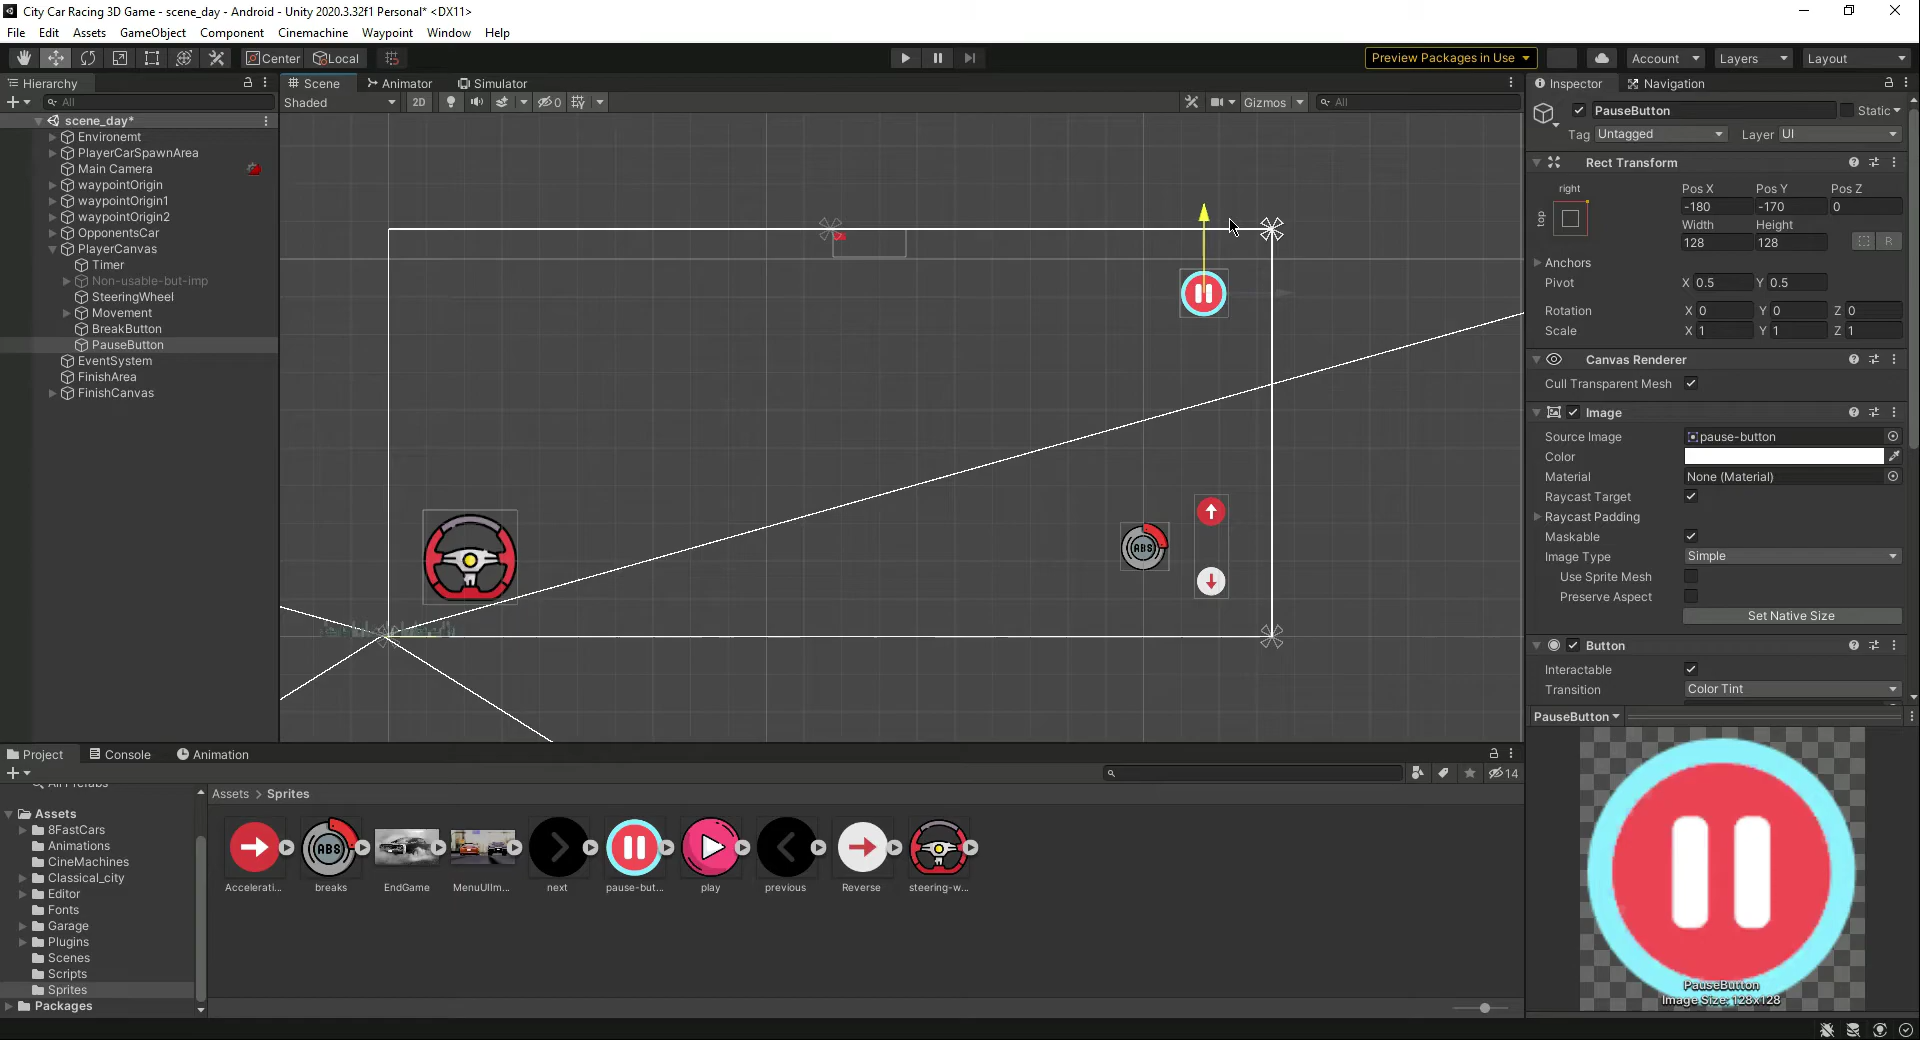 City Car Racing 3D Game - scene_day - Android - Unity 2020.3.32f1 Personal* <DX11>
File Edit Assets GameObject Component Cinemachine Waypoint Window Help
Center Local Preview Packages in Use Account Layers Layout
Hierarchy
All
scene_day*
Environemt
PlayerCarSpawnArea
Main Camera
waypointOrigin
waypointOrigin1
waypointOrigin2
OpponentsCar
PlayerCanvas
Timer
Non-usable-but-imp
SteeringWheel
Movement
BreakButton
PauseButton
EventSystem
FinishArea
FinishCanvas
Scene Animator Simulator
Shaded 2D 0 Gizmos All
ABS
Inspector Navigation
PauseButton Static
Tag Untagged Layer UI
Rect Transform
right
top
Pos X Pos Y Pos Z
-180 -170 0
Width Height
128 128 R
Anchors
Pivot X 0.5 Y 0.5
Rotation X 0 Y 0 Z 0
Scale X 1 Y 1 Z 1
Canvas Renderer
Cull Transparent Mesh
Image
Source Image pause-button
Color
Material None (Material)
Raycast Target
Raycast Padding
Maskable
Image Type Simple
Use Sprite Mesh
Preserve Aspect
Set Native Size
Button
Interactable
Transition Color Tint
PauseButton
PauseButton
Image Size: 128x128
Project Console Animation
14
All Prefabs
Assets
8FastCars
Animations
CineMachines
Classical_city
Editor
Fonts
Garage
Plugins
Scenes
Scripts
Sprites
Packages
Assets > Sprites
ABS
Accelerati... breaks EndGame MenuUIIm... next pause-but... play previous Reverse steering-w...